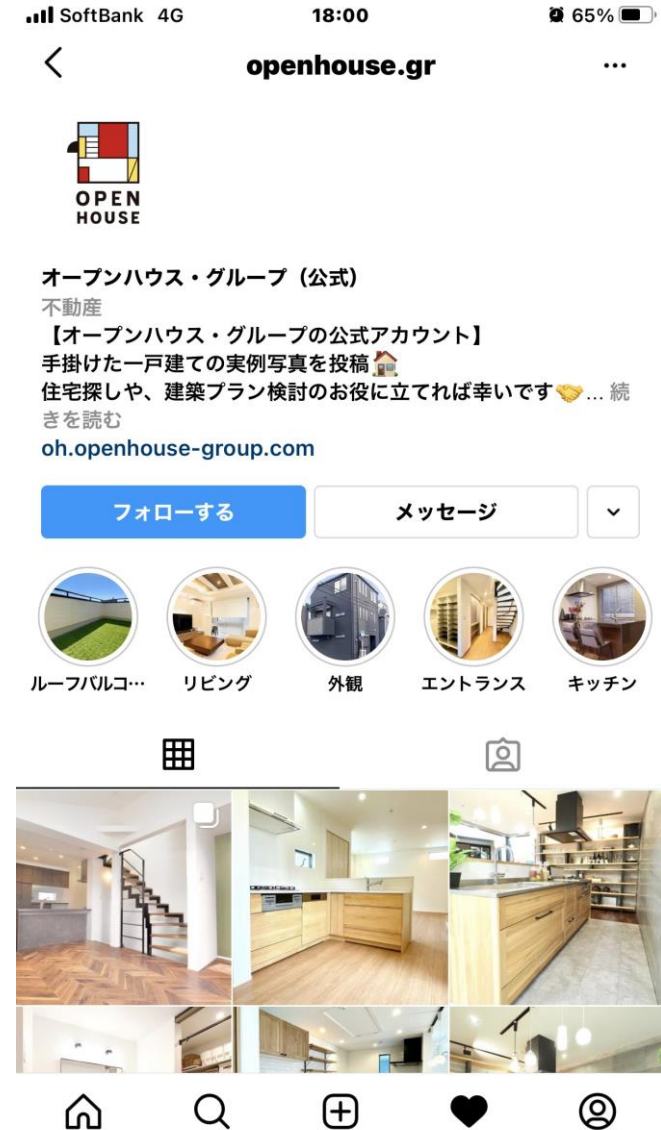 SoftBank 4G 18:00 65%
openhouse.gr
OPEN
HOUSE
オープンハウス・グループ（公式）
不動産
【オープンハウス・グループの公式アカウント】
手掛けた一戸建ての実例写真を投稿🏠
住宅探しや、建築プラン検討のお役に立てれば幸いです🤝... 続
きを読む
oh.openhouse-group.com
フォローする メッセージ
ルーフバルコ… リビング 外観 エントランス キッチン